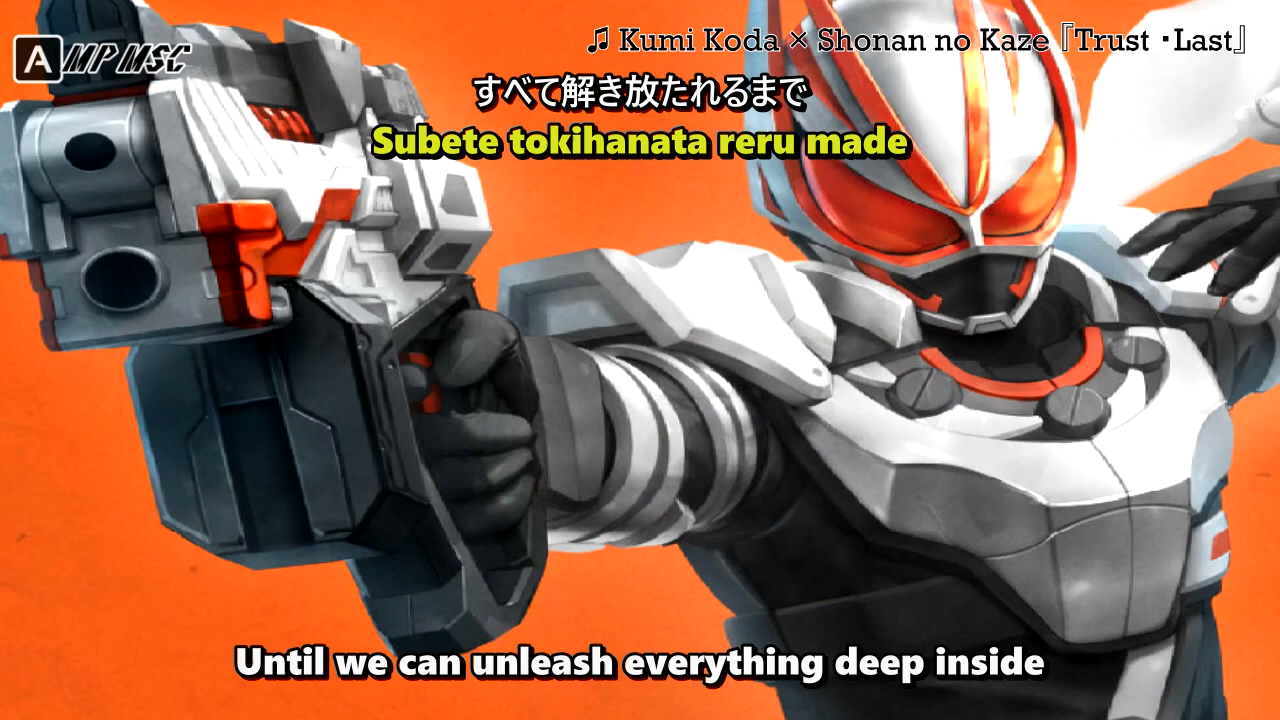 ♫ Kumi Koda × Shonan no Kaze『Trust・Last』
AMP MSC
すべて解き放たれるまで
Subete tokihanata reru made
Until we can unleash everything deep inside